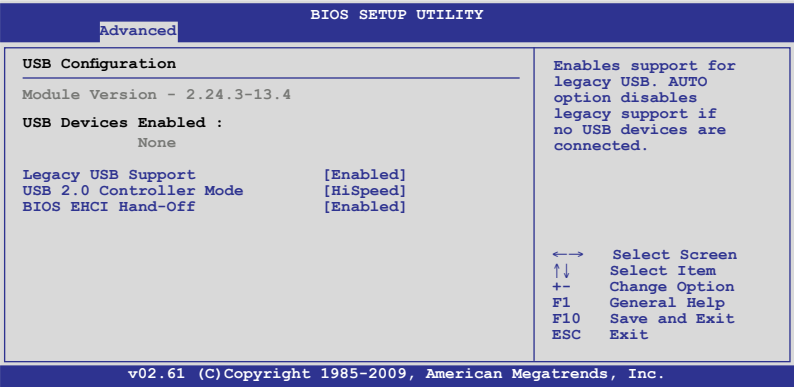 BIOS SETUP UTILITY
Advanced
USB Configuration
Module Version - 2.24.3-13.4
USB Devices Enabled :
None
Legacy USB Support [Enabled]
USB 2.0 Controller Mode [HiSpeed]
BIOS EHCI Hand-Off [Enabled]
Enables support for
legacy USB. AUTO
option disables
legacy support if
no USB devices are
connected.
←→ Select Screen
↑↓ Select Item
+- Change Option
F1 General Help
F10 Save and Exit
ESC Exit
v02.61 (C)Copyright 1985-2009, American Megatrends, Inc.